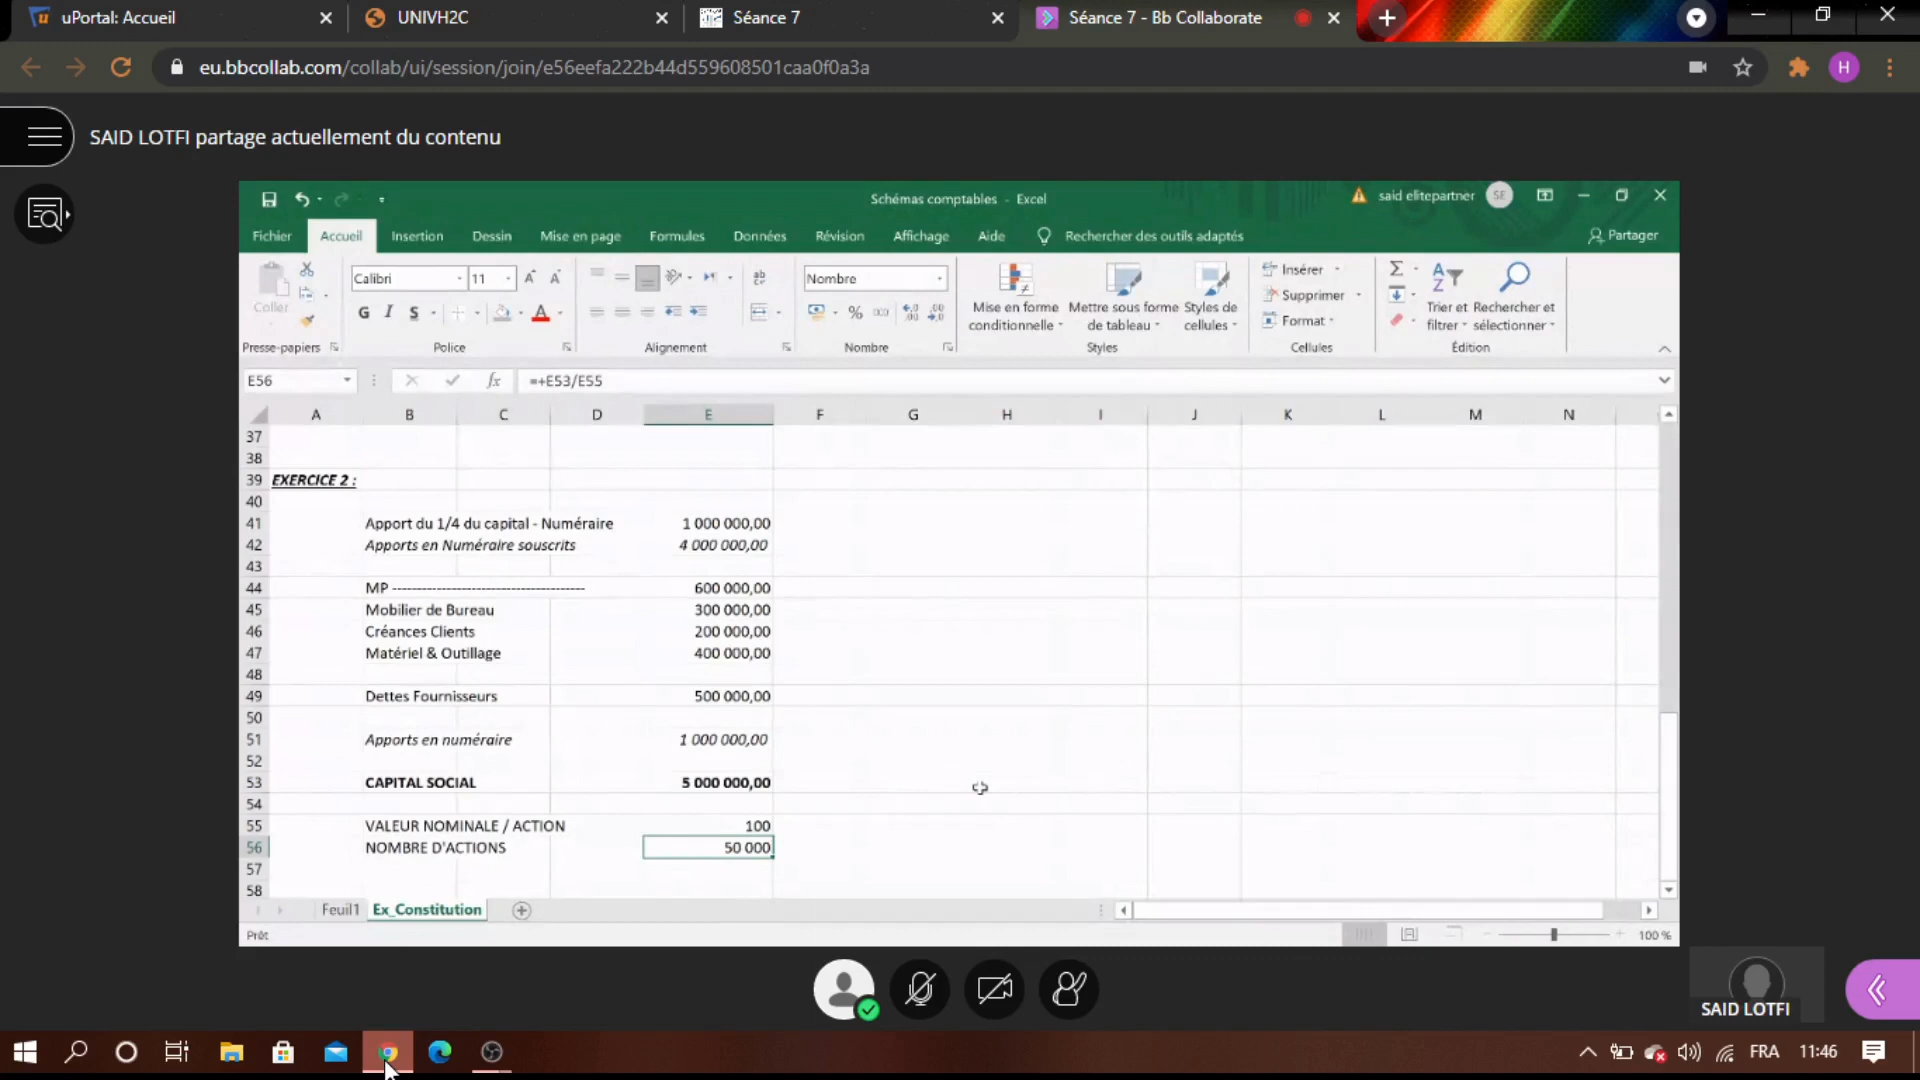 uPortal: Accueil
UNIVH2C
Séance 7
Séance 7 - Bb Collaborate
eu.bbcollab.com/collab/ui/session/join/e56eefa222b44d559608501caa0f0a3a
H
SAID LOTFI partage actuellement du contenu
Schémas comptables - Excel
said elitepartner
SE
Fichier Accueil Insertion Dessin Mise en page Formules Données Révision Affichage Aide Rechercher des outils adaptés
Partager
Coller
Calibri 11
Nombre
G I S
% 000
Mise en forme conditionnelle
Mettre sous forme de tableau
Styles de cellules
Insérer
Supprimer
Format
Trier et filtrer
Rechercher et sélectionner
Presse-papiers Police Alignement Nombre Styles Cellules Édition
E56 fx =+E53/E55
A B C D E F G H I J K L M N
37
38
39 EXERCICE 2 :
40
41 Apport du 1/4 du capital - Numéraire 1 000 000,00
42 Apports en Numéraire souscrits 4 000 000,00
43
44 MP ---------------------------------------- 600 000,00
45 Mobilier de Bureau 300 000,00
46 Créances Clients 200 000,00
47 Matériel & Outillage 400 000,00
48
49 Dettes Fournisseurs 500 000,00
50
51 Apports en numéraire 1 000 000,00
52
53 CAPITAL SOCIAL 5 000 000,00
54
55 VALEUR NOMINALE / ACTION 100
56 NOMBRE D'ACTIONS 50 000
57
58
Feuil1 Ex_Constitution
Prêt
100 %
SAID LOTFI
FRA 11:46